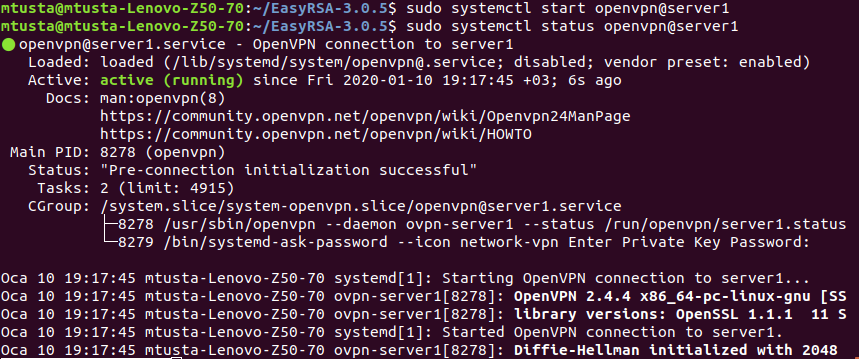 mtusta@mtusta-Lenovo-Z50-70:~/EasyRSA-3.0.5$ sudo systemctl start openvpn@server1
mtusta@mtusta-Lenovo-Z50-70:~/EasyRSA-3.0.5$ sudo systemctl status openvpn@server1
● openvpn@server1.service - OpenVPN connection to server1
   Loaded: loaded (/lib/systemd/system/openvpn@.service; disabled; vendor preset: enabled)
   Active: active (running) since Fri 2020-01-10 19:17:45 +03; 6s ago
     Docs: man:openvpn(8)
           https://community.openvpn.net/openvpn/wiki/Openvpn24ManPage
           https://community.openvpn.net/openvpn/wiki/HOWTO
 Main PID: 8278 (openvpn)
   Status: "Pre-connection initialization successful"
    Tasks: 2 (limit: 4915)
   CGroup: /system.slice/system-openvpn.slice/openvpn@server1.service
           ├─8278 /usr/sbin/openvpn --daemon ovpn-server1 --status /run/openvpn/server1.status
           └─8279 /bin/systemd-ask-password --icon network-vpn Enter Private Key Password:
Oca 10 19:17:45 mtusta-Lenovo-Z50-70 systemd[1]: Starting OpenVPN connection to server1...
Oca 10 19:17:45 mtusta-Lenovo-Z50-70 ovpn-server1[8278]: OpenVPN 2.4.4 x86_64-pc-linux-gnu [SS
Oca 10 19:17:45 mtusta-Lenovo-Z50-70 ovpn-server1[8278]: library versions: OpenSSL 1.1.1  11 S
Oca 10 19:17:45 mtusta-Lenovo-Z50-70 systemd[1]: Started OpenVPN connection to server1.
Oca 10 19:17:45 mtusta-Lenovo-Z50-70 ovpn-server1[8278]: Diffie-Hellman initialized with 2048